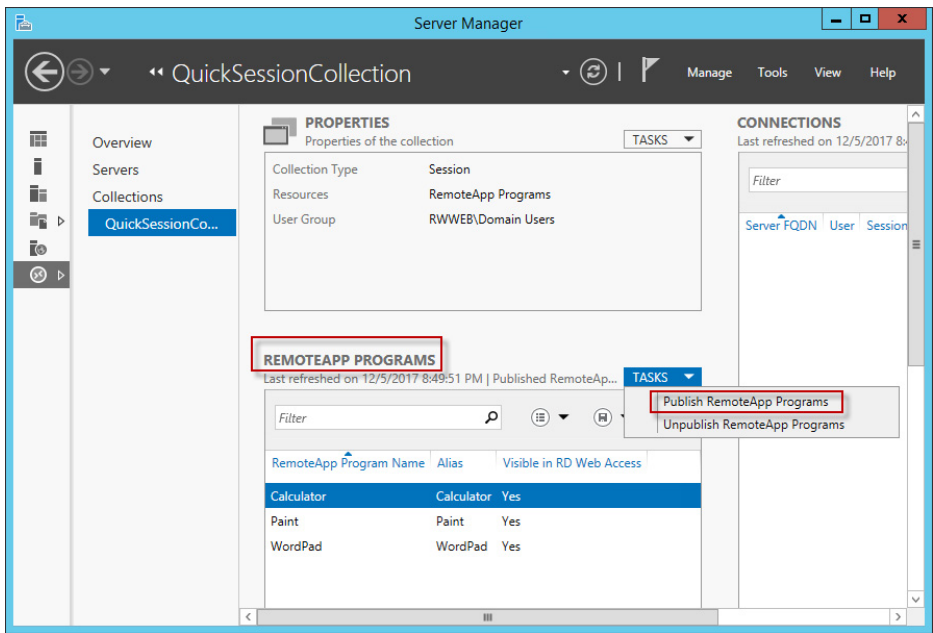 Server Manager
QuickSessionCollection
Manage Tools View Help
Overview
Servers
Collections
QuickSessionCo...
PROPERTIES
Properties of the collection
TASKS
Collection Type Session
Resources RemoteApp Programs
User Group RWWEB\Domain Users
REMOTEAPP PROGRAMS
Last refreshed on 12/5/2017 8:49:51 PM | Published RemoteAp...
TASKS
Publish RemoteApp Programs
Unpublish RemoteApp Programs
Filter
RemoteApp Program Name Alias Visible in RD Web Access
Calculator Calculator Yes
Paint Paint Yes
WordPad WordPad Yes
CONNECTIONS
Last refreshed on 12/5/2017 8:
Filter
Server FQDN User Session